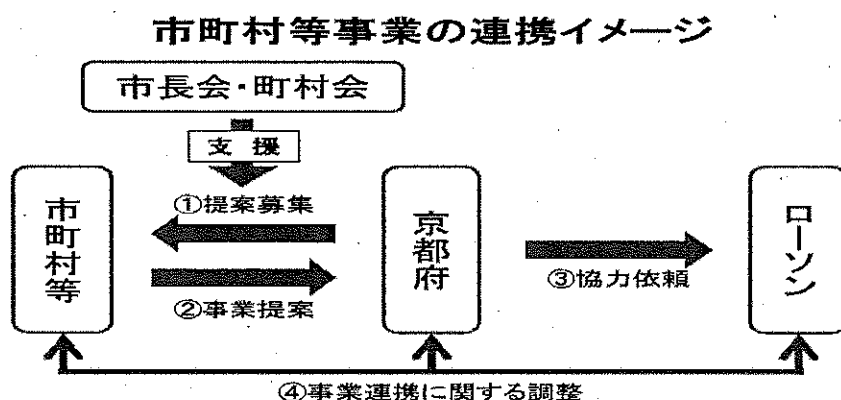 市町村等事業の連携イメージ
市長会・町村会
支援
①提案募集
市町村等
京都府
ローソン
②事業提案
③協力依頼
④事業連携に関する調整